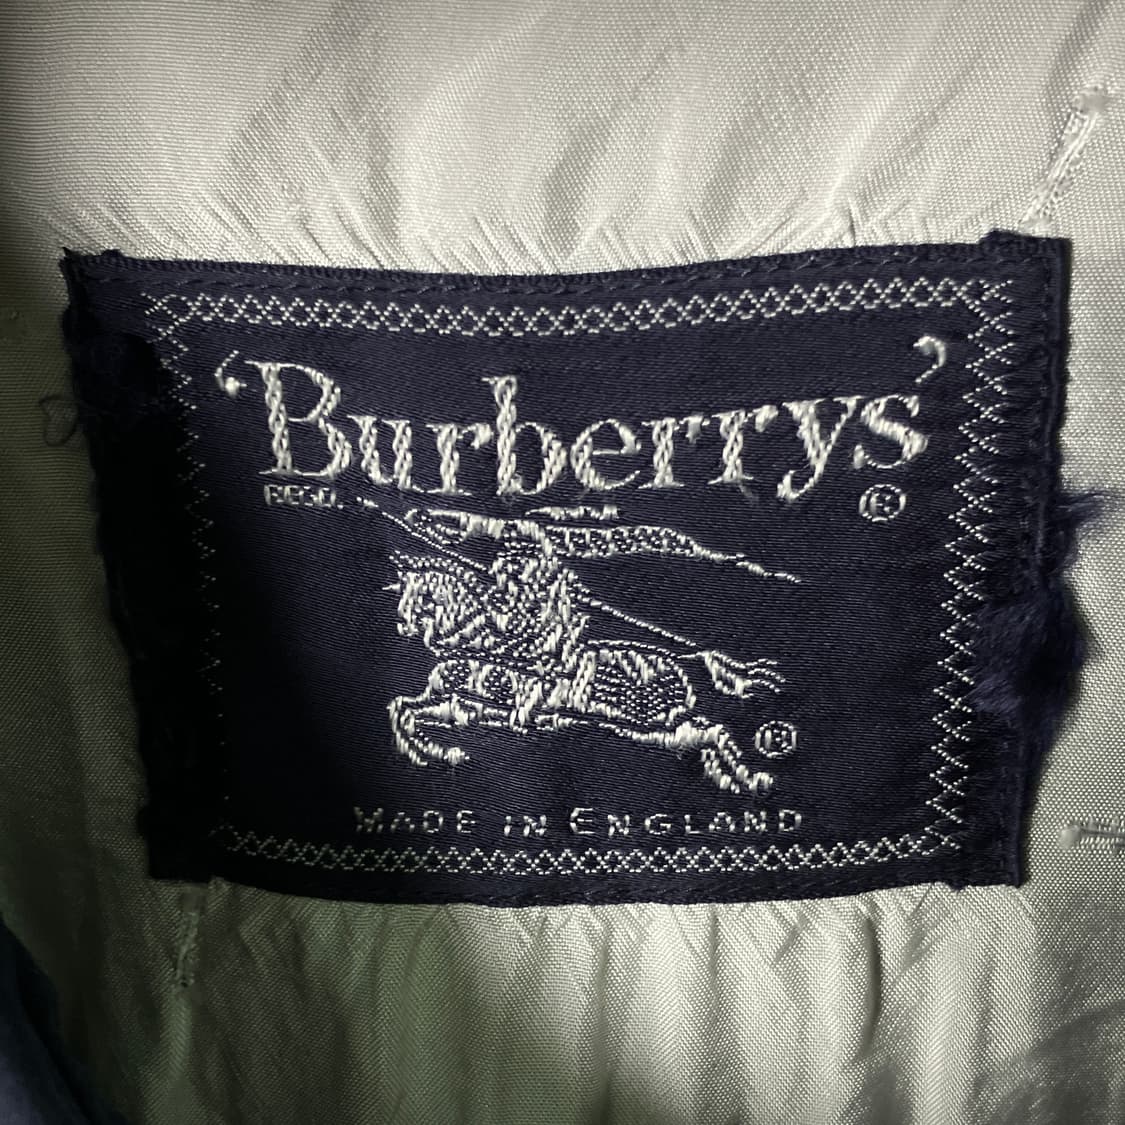 ‘Burberrys’
REGD. ®
®
MADE IN ENGLAND